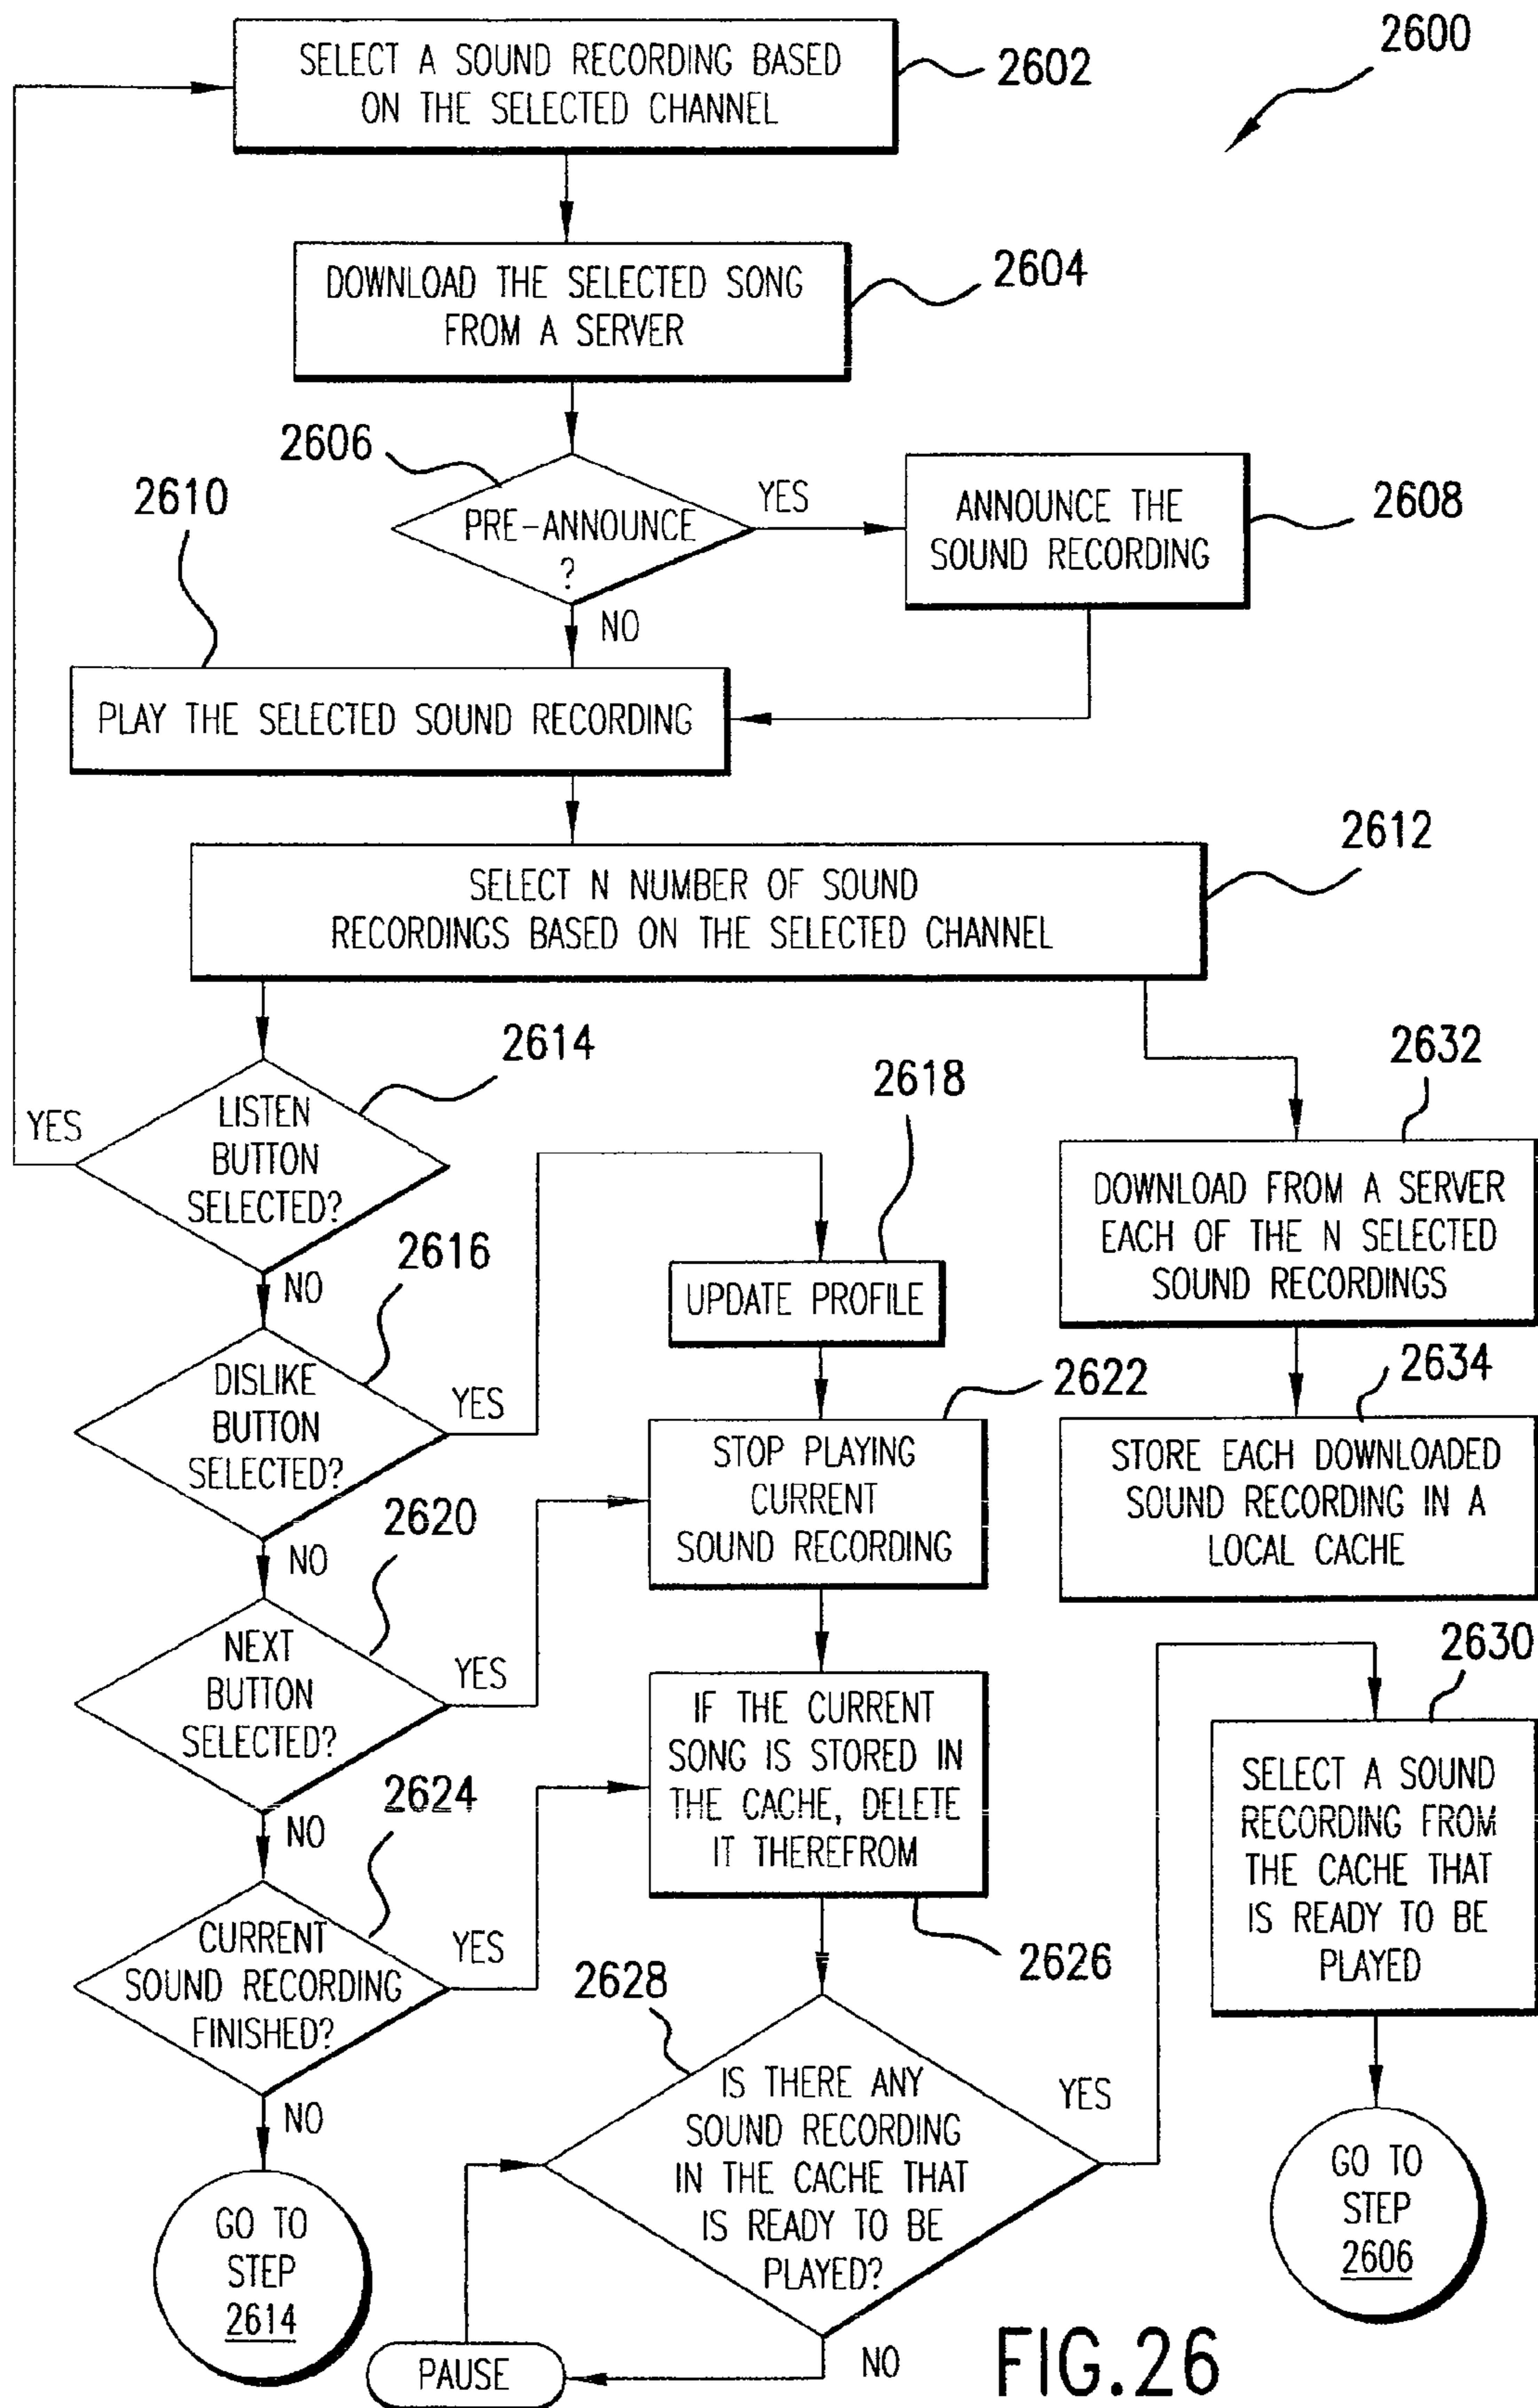 2600
SELECT A SOUND RECORDING BASED
ON THE SELECTED CHANNEL
2602
DOWNLOAD THE SELECTED SONG
FROM A SERVER
2604
2606
PRE-ANNOUNCE
?
YES
NO
ANNOUNCE THE
SOUND RECORDING
2608
2610
PLAY THE SELECTED SOUND RECORDING
2612
SELECT N NUMBER OF SOUND
RECORDINGS BASED ON THE SELECTED CHANNEL
2614
YES
LISTEN
BUTTON
SELECTED?
NO
2616
DISLIKE
BUTTON
SELECTED?
YES
NO
2618
UPDATE PROFILE
2620
NEXT
BUTTON
SELECTED?
YES
NO
2622
STOP PLAYING
CURRENT
SOUND RECORDING
2624
CURRENT
SOUND RECORDING
FINISHED?
YES
NO
GO TO
STEP
2614
IF THE CURRENT
SONG IS STORED IN
THE CACHE, DELETE
IT THEREFROM
2626
2628
IS THERE ANY
SOUND RECORDING
IN THE CACHE THAT
IS READY TO BE
PLAYED?
YES
NO
PAUSE
2632
DOWNLOAD FROM A SERVER
EACH OF THE N SELECTED
SOUND RECORDINGS
2634
STORE EACH DOWNLOADED
SOUND RECORDING IN A
LOCAL CACHE
2630
SELECT A SOUND
RECORDING FROM
THE CACHE THAT
IS READY TO BE
PLAYED
GO TO
STEP
2606
FIG.26